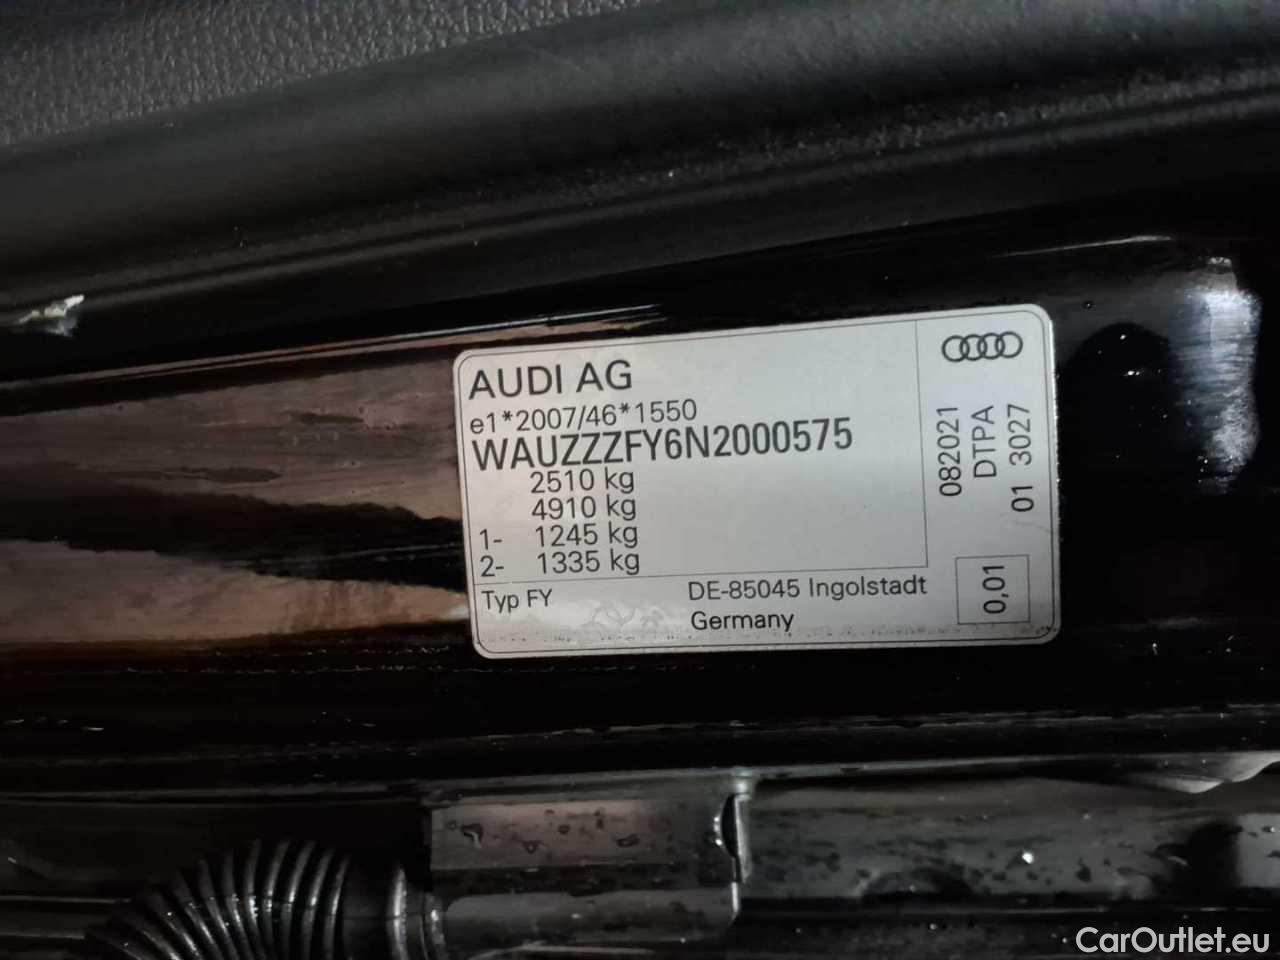 AUDI AG
e1*2007/46*1550
WAUZZZFY6N2000575
2510 kg
4910 kg
1- 1245 kg
2- 1335 kg
Typ FY
DE-85045 Ingolstadt
Germany
082021
DTPA
01 3027
0,01
CarOutlet.eu